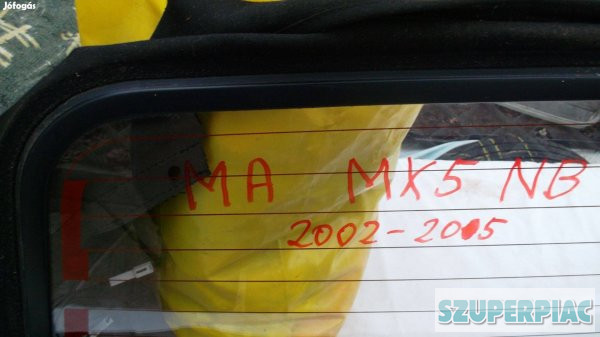 Jófogás
MA MX5 NB
2002-2005
SZUPERPIAC